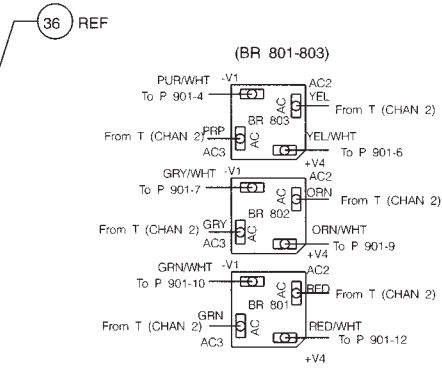 36 REF
(BR 801-803)
PUR/WHT -V1 AC2
To P 901-4 YEL
AC From T (CHAN 2)
BR 803
From T (CHAN 2) PRP AC YEL/WHT
AC3 To P 901-6
+V4
GRY/WHT -V1 AC2
To P 901-7 ORN
AC From T (CHAN 2)
BR 802
From T (CHAN 2) GRY AC ORN/WHT
AC3 To P 901-9
+V4
GRN/WHT -V1 AC2
To P 901-10 RED
AC From T (CHAN 2)
BR 801
GRN
From T (CHAN 2) AC RED/WHT
AC3 To P 901-12
+V4